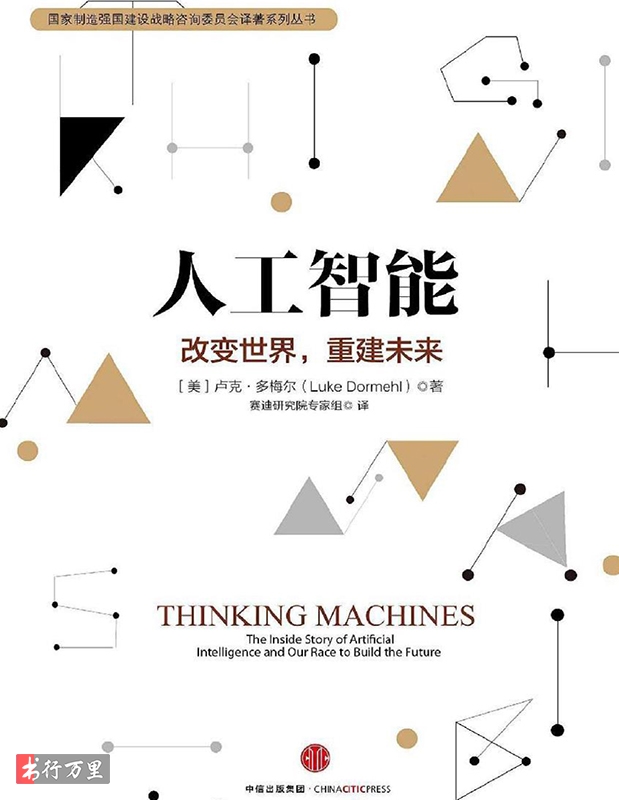 国家制造强国建设战略咨询委员会译著系列丛书
人工智能
改变世界，重建未来
［美］卢克·多梅尔（Luke Dormehl）◎著
赛迪研究院专家组◎ 译
THINKING MACHINES
The Inside Story of Artificial
Intelligence and Our Race to Build the Future
书行万里
中信出版集团·CHINACITICPRESS